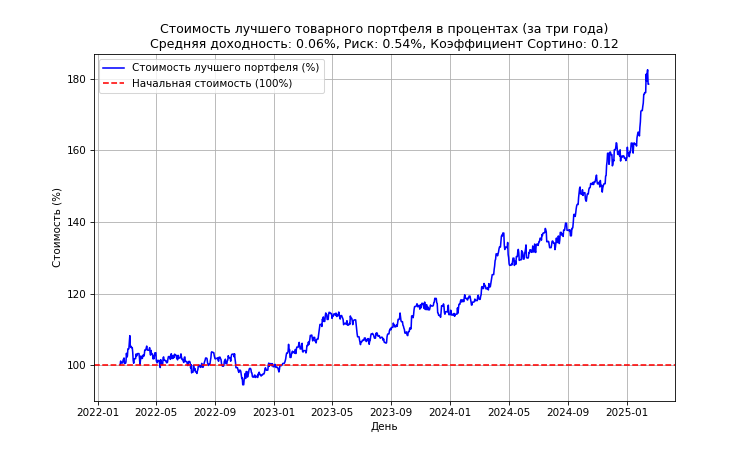 Стоимость лучшего товарного портфеля в процентах (за три года)
Средняя доходность: 0.06%, Риск: 0.54%, Коэффициент Сортино: 0.12
Стоимость лучшего портфеля (%)
Начальная стоимость (100%)
Стоимость (%)
180
160
140
120
100
2022-01 2022-05 2022-09 2023-01 2023-05 2023-09 2024-01 2024-05 2024-09 2025-01
День